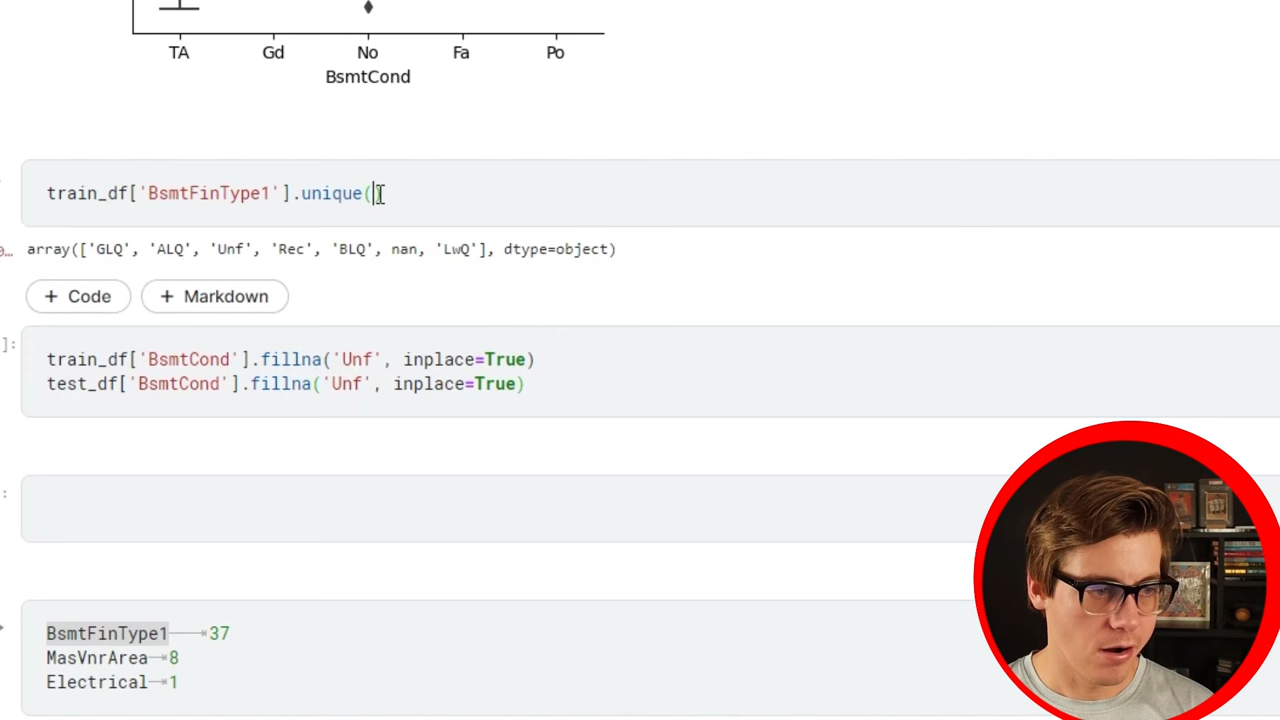 TA Gd No Fa Po
BsmtCond
train_df['BsmtFinType1'].unique()
array(['GLQ', 'ALQ', 'Unf', 'Rec', 'BLQ', nan, 'LwQ'], dtype=object)
+ Code + Markdown
]:
train_df['BsmtCond'].fillna('Unf', inplace=True)
test_df['BsmtCond'].fillna('Unf', inplace=True)
:
BsmtFinType1 37
MasVnrArea 8
Electrical 1